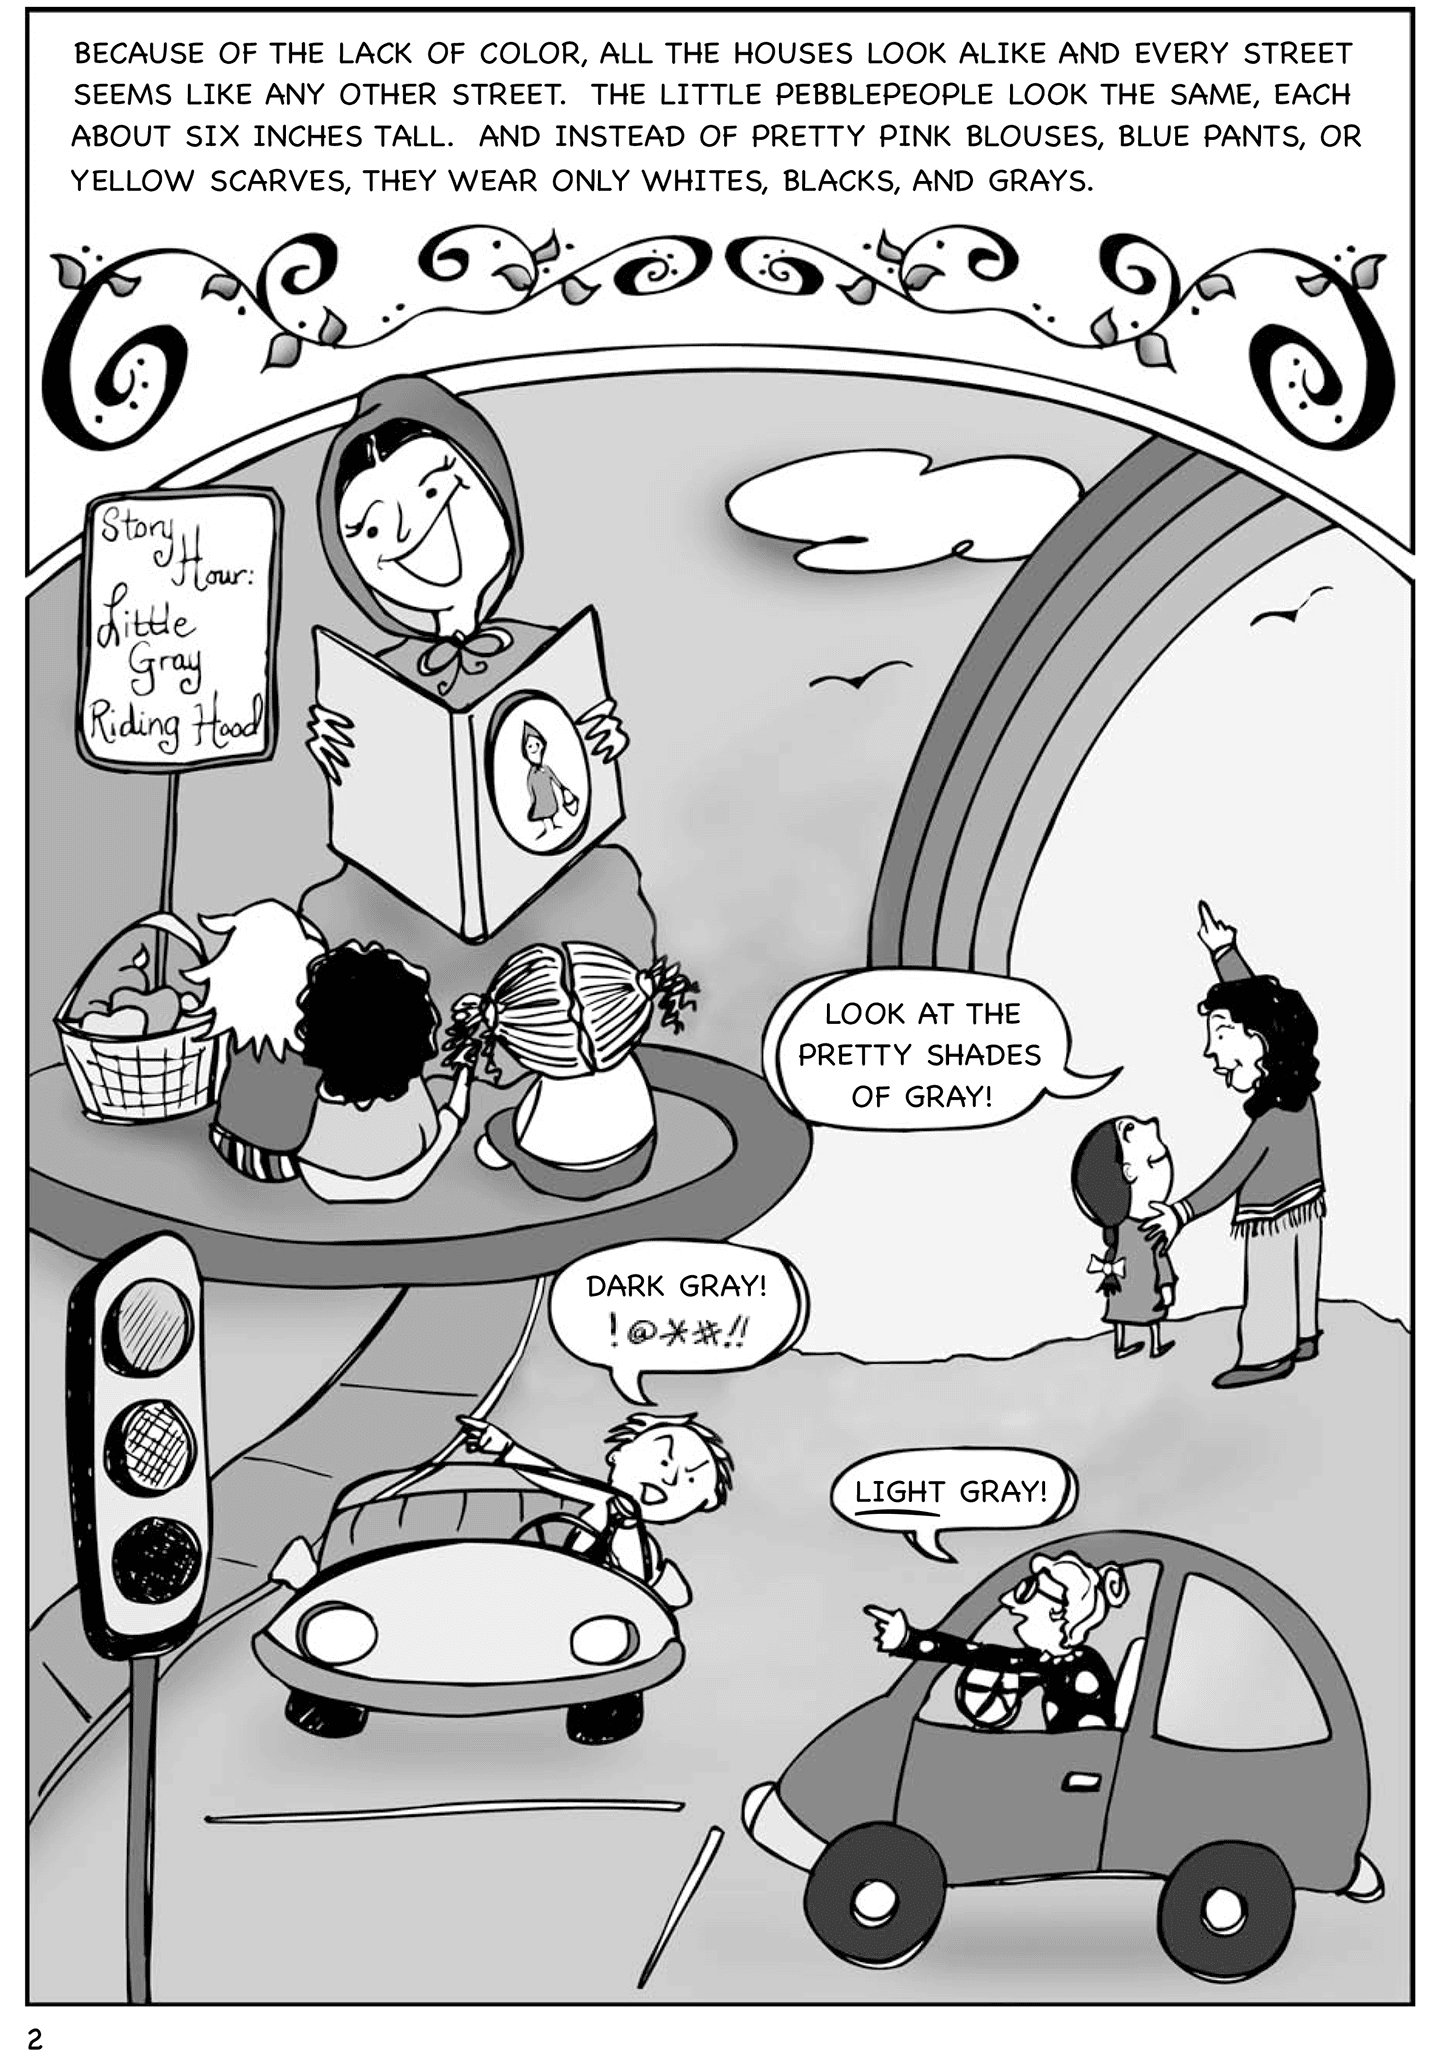 BECAUSE OF THE LACK OF COLOR, ALL THE HOUSES LOOK ALIKE AND EVERY STREET
SEEMS LIKE ANY OTHER STREET. THE LITTLE PEBBLEPEOPLE LOOK THE SAME, EACH
ABOUT SIX INCHES TALL. AND INSTEAD OF PRETTY PINK BLOUSES, BLUE PANTS, OR
YELLOW SCARVES, THEY WEAR ONLY WHITES, BLACKS, AND GRAYS.
Story
Hour:
Little
Gray
Riding Hood
LOOK AT THE
PRETTY SHADES
OF GRAY!
DARK GRAY!
!@*#!!
LIGHT GRAY!
2